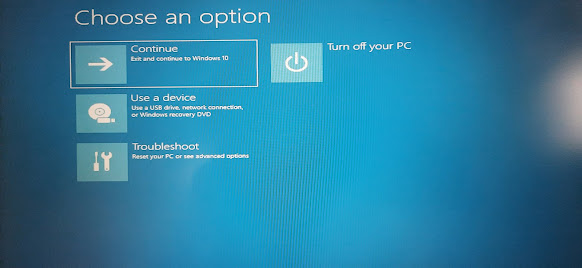 Choose an option
Continue
Exit and continue to Windows 10
Turn off your PC
Use a device
Use a USB drive, network connection,
or Windows recovery DVD
Troubleshoot
Reset your PC or see advanced options